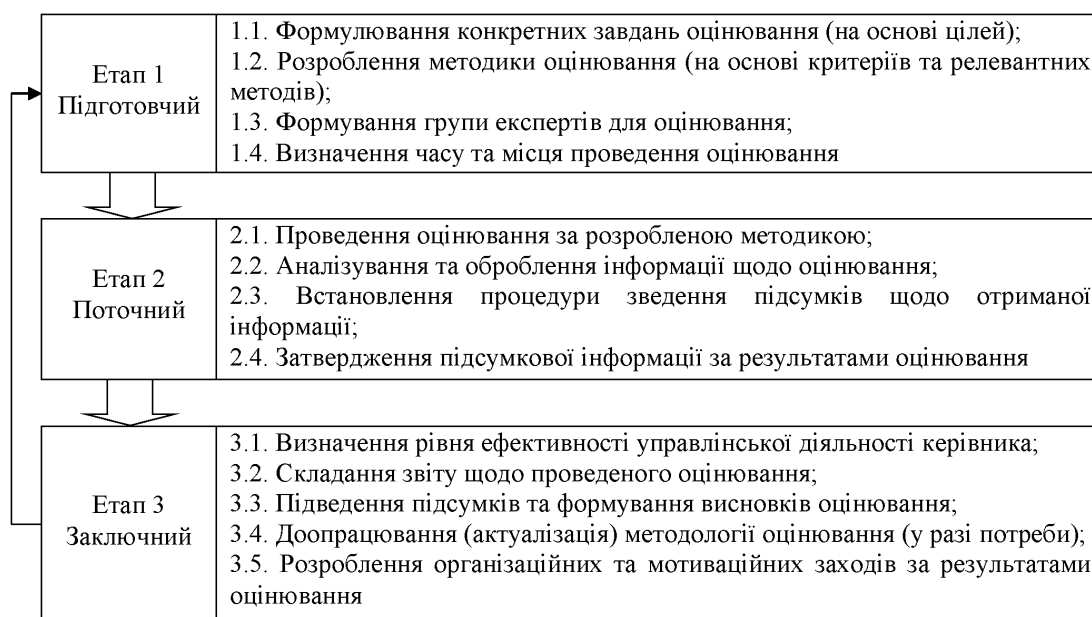 Етап 1
Підготовчий
1.1. Формулювання конкретних завдань оцінювання (на основі цілей);
1.2. Розроблення методики оцінювання (на основі критеріїв та релевантних
методів);
1.3. Формування групи експертів для оцінювання;
1.4. Визначення часу та місця проведення оцінювання
Етап 2
Поточний
2.1. Проведення оцінювання за розробленою методикою;
2.2. Аналізування та оброблення інформації щодо оцінювання;
2.3. Встановлення процедури зведення підсумків щодо отриманої
інформації;
2.4. Затвердження підсумкової інформації за результатами оцінювання
Етап 3
Заключний
3.1. Визначення рівня ефективності управлінської діяльності керівника;
3.2. Складання звіту щодо проведеного оцінювання;
3.3. Підведення підсумків та формування висновків оцінювання;
3.4. Доопрацювання (актуалізація) методології оцінювання (у разі потреби);
3.5. Розроблення організаційних та мотиваційних заходів за результатами
оцінювання